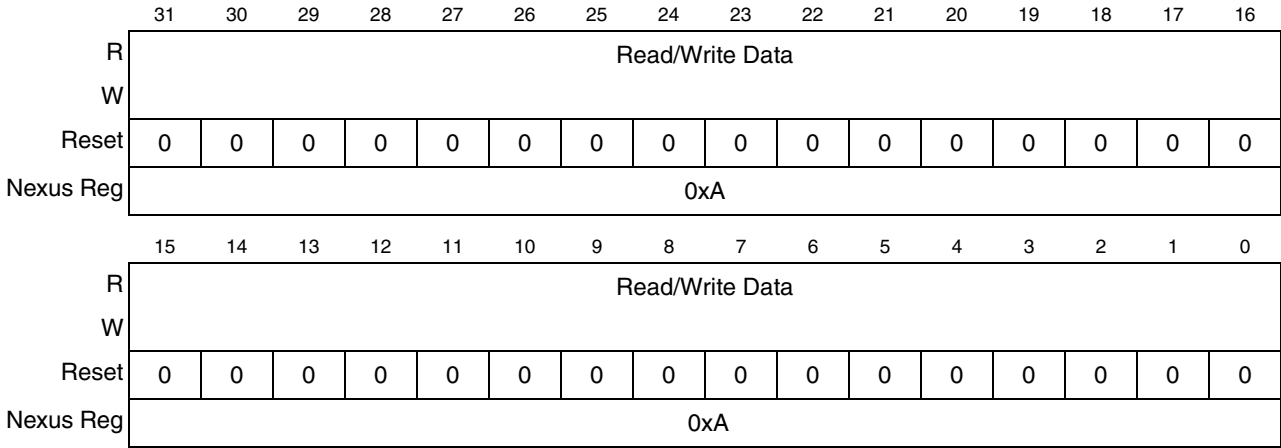 31 30 29 28 27 26 25 24 23 22 21 20 19 18 17 16
R Read/Write Data
W
Reset 0 0 0 0 0 0 0 0 0 0 0 0 0 0 0 0
Nexus Reg 0xA
15 14 13 12 11 10 9 8 7 6 5 4 3 2 1 0
R Read/Write Data
W
Reset 0 0 0 0 0 0 0 0 0 0 0 0 0 0 0 0
Nexus Reg 0xA